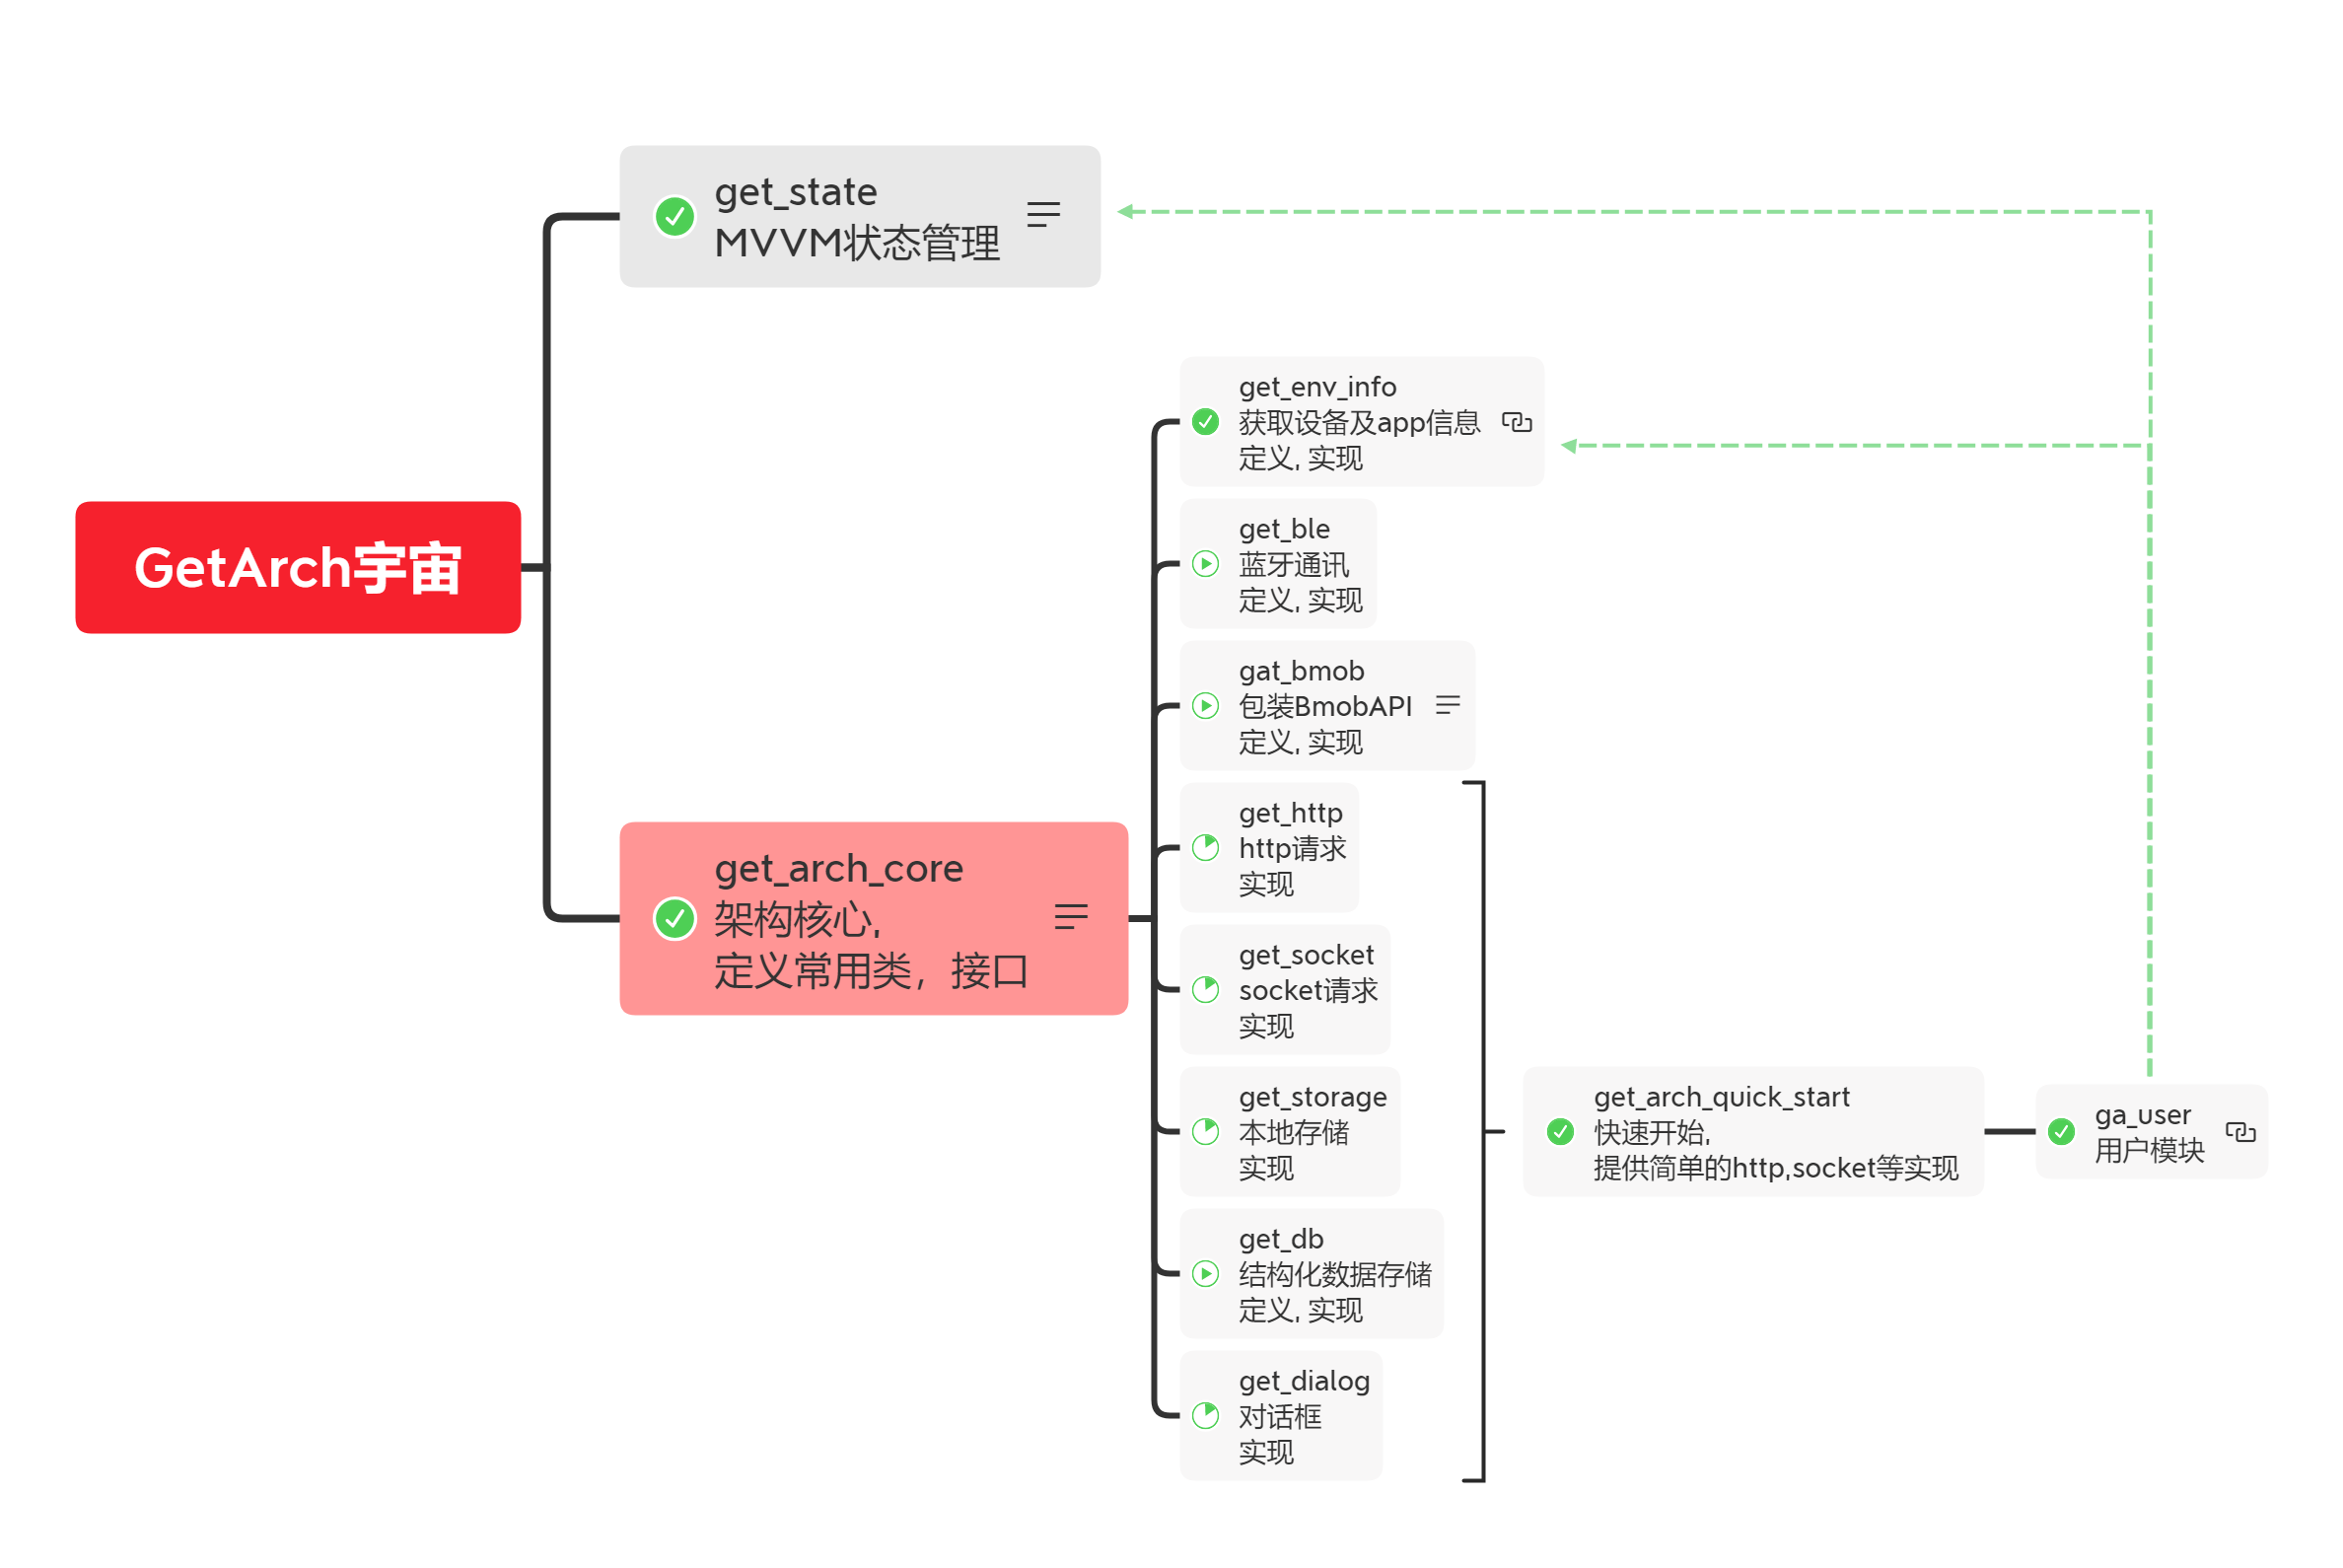 GetArch宇宙
get_state
MVVM状态管理
get_arch_core
架构核心,
定义常用类，接口
get_env_info
获取设备及app信息
定义, 实现
get_ble
蓝牙通讯
定义, 实现
gat_bmob
包装BmobAPI
定义, 实现
get_http
http请求
实现
get_socket
socket请求
实现
get_storage
本地存储
实现
get_db
结构化数据存储
定义, 实现
get_dialog
对话框
实现
get_arch_quick_start
快速开始,
提供简单的http,socket等实现
ga_user
用户模块